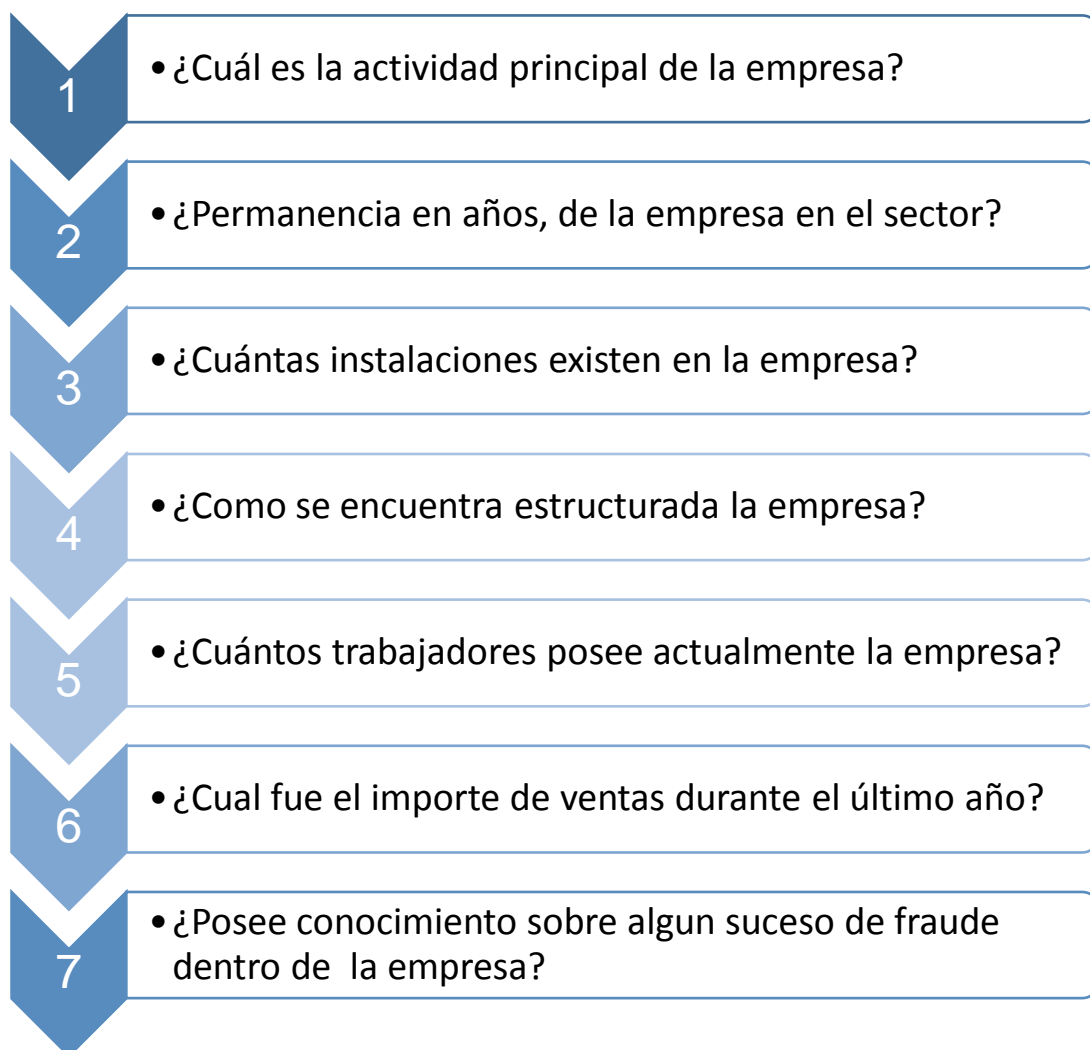 1
• ¿Cuál es la actividad principal de la empresa?
2
• ¿Permanencia en años, de la empresa en el sector?
3
• ¿Cuántas instalaciones existen en la empresa?
4
• ¿Como se encuentra estructurada la empresa?
5
• ¿Cuántos trabajadores posee actualmente la empresa?
6
• ¿Cual fue el importe de ventas durante el último año?
7
• ¿Posee conocimiento sobre algun suceso de fraude
dentro de  la empresa?